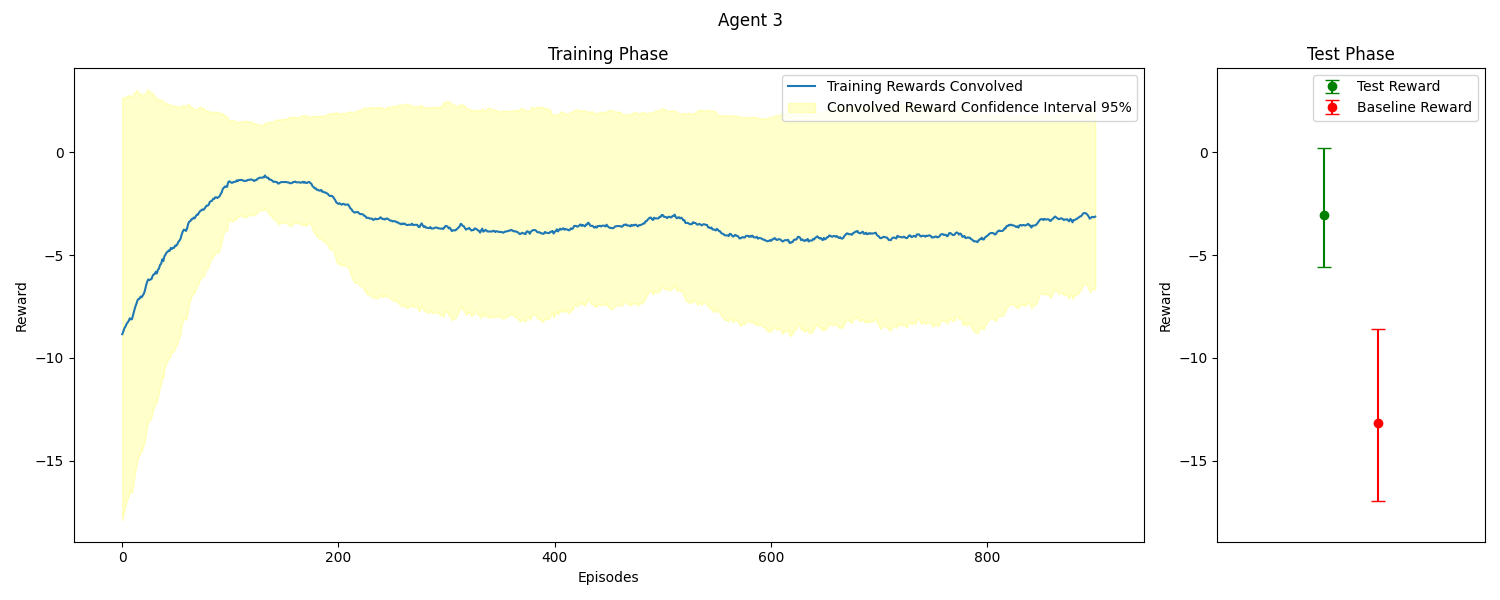 Agent 3
Training Phase
Training Rewards Convolved
Convolved Reward Confidence Interval 95%
Reward
0
−5
−10
−15
0
200
400
600
800
Episodes
Test Phase
Test Reward
Baseline Reward
Reward
0
−5
−10
−15